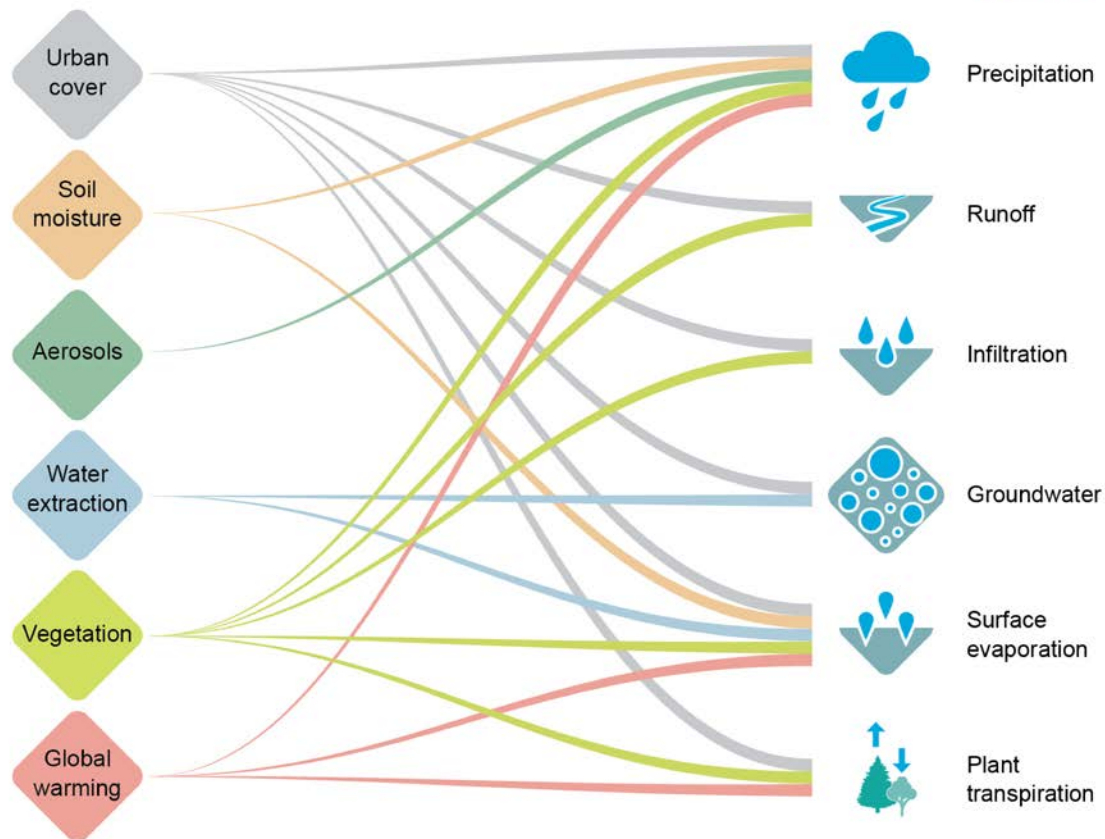 Urban
cover
Soil
moisture
Aerosols
Water
extraction
Vegetation
Global
warming
Precipitation
Runoff
Infiltration
Groundwater
Surface
evaporation
Plant
transpiration